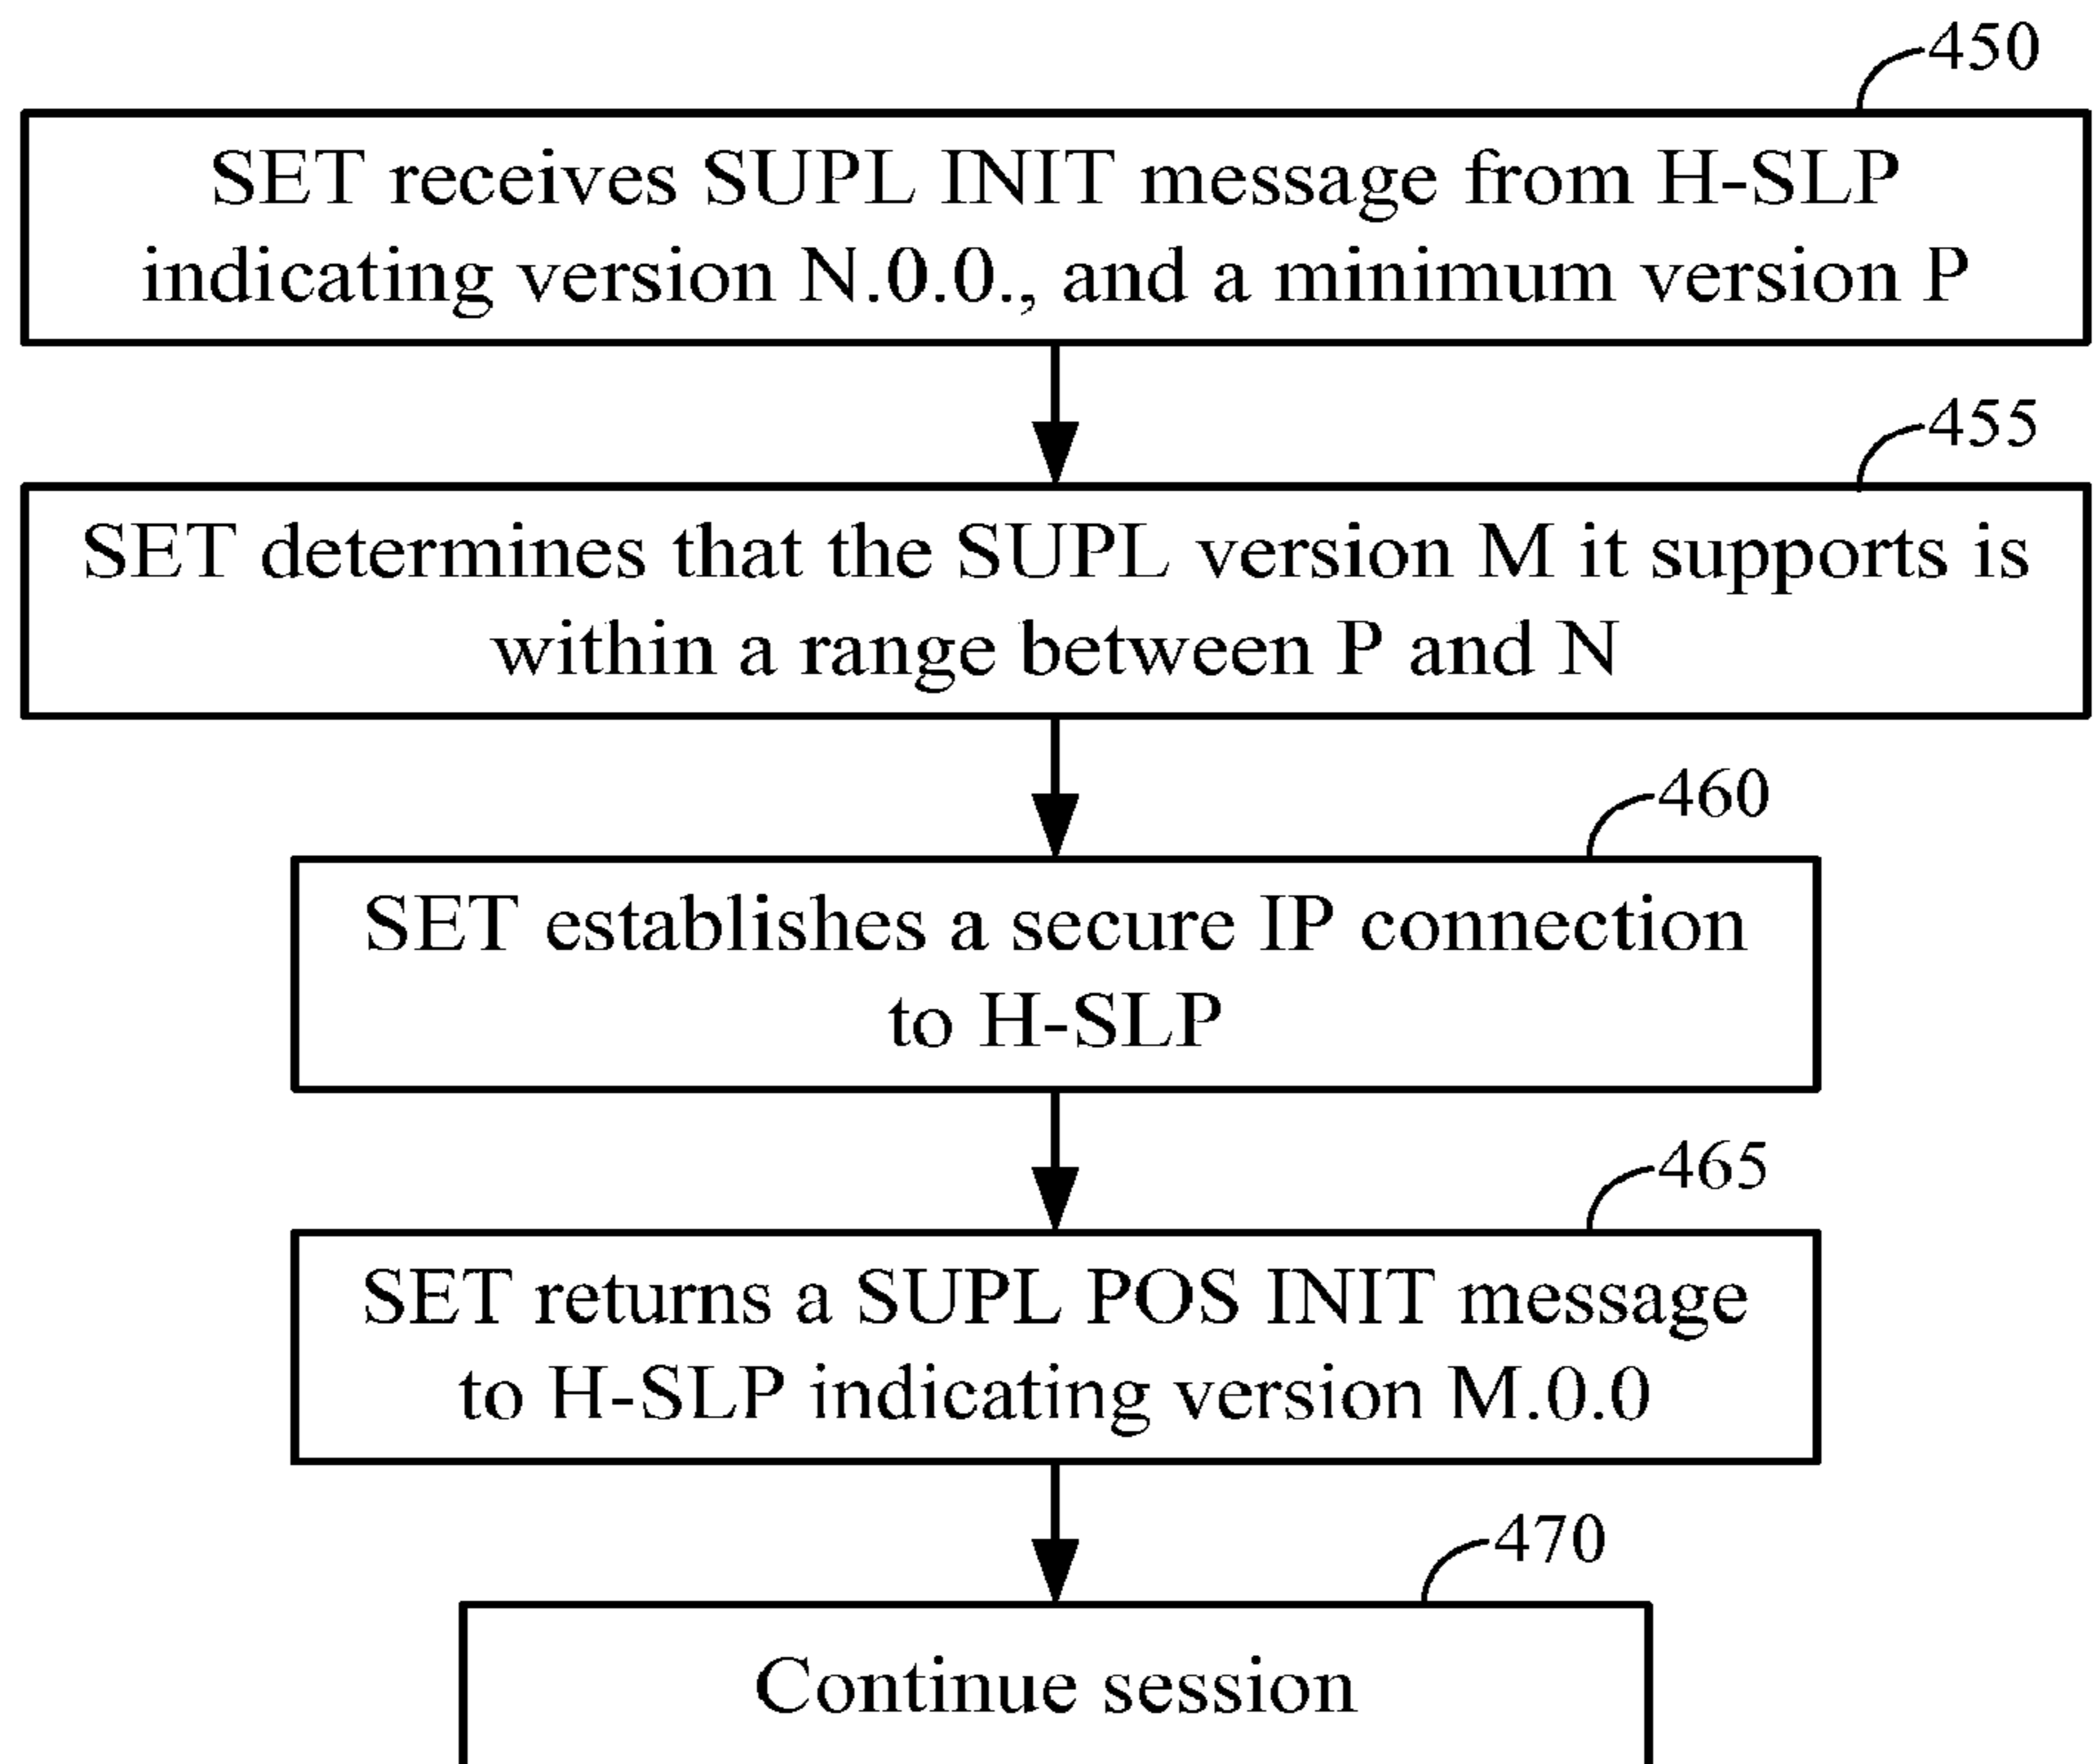 450
SET receives SUPL INIT message from H-SLP
indicating version N.0.0., and a minimum version P
455
SET determines that the SUPL version M it supports is
within a range between P and N
460
SET establishes a secure IP connection
to H-SLP
465
SET returns a SUPL POS INIT message
to H-SLP indicating version M.0.0
470
Continue session